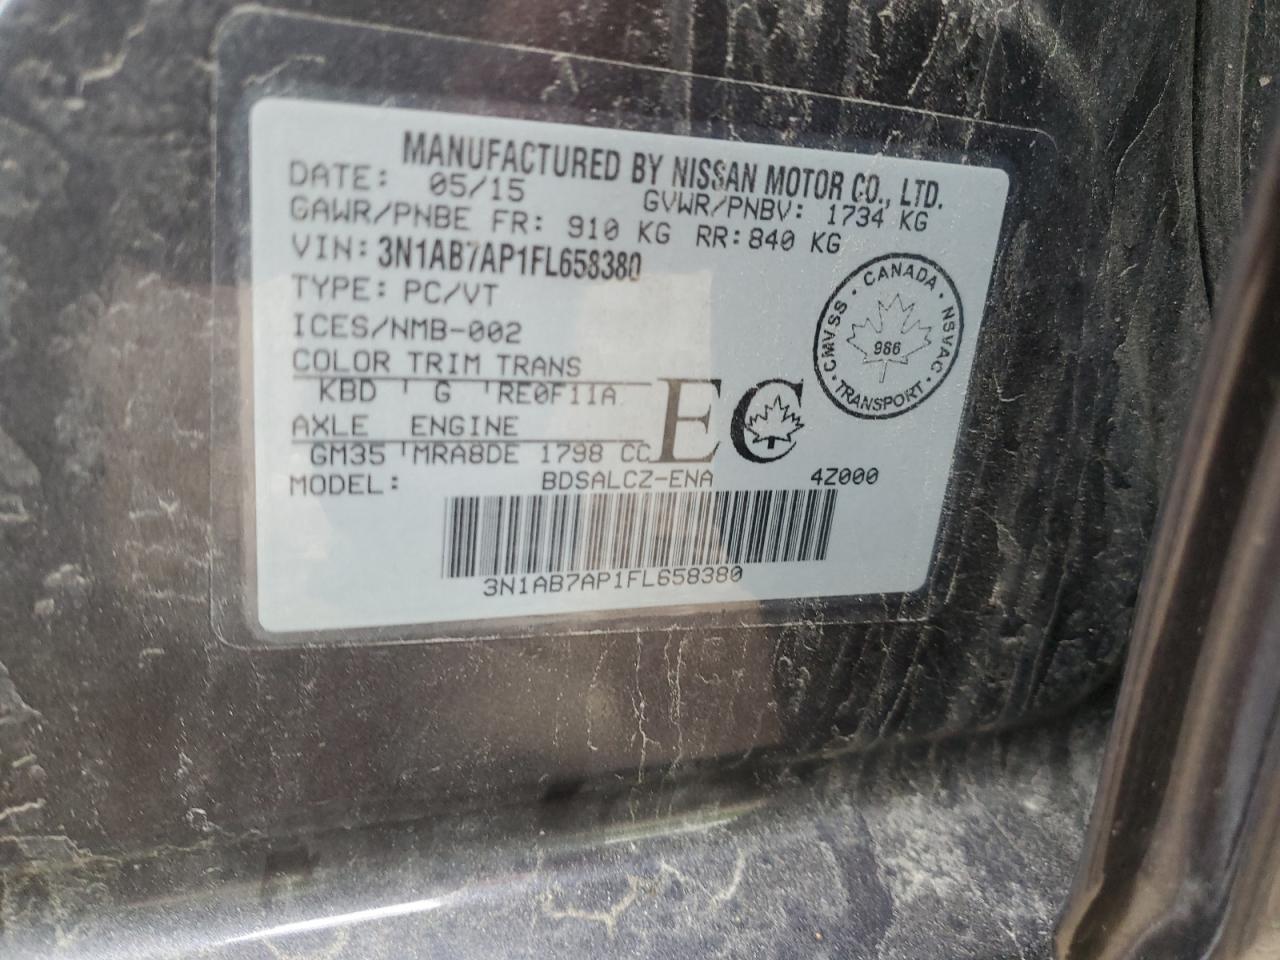 MANUFACTURED BY NISSAN MOTOR CO., LTD.
DATE: 05/15 GVWR/PNBV: 1734 KG
GAWR/PNBE FR: 910 KG RR: 840 KG
VIN: 3N1AB7AP1FL658380
TYPE: PC/VT
ICES/NMB-002
COLOR TRIM TRANS
KBD G RE0F11A
AXLE ENGINE
GM35 MRA8DE 1798 CC
EC
CANADA · NSVAC · TRANSPORT · CMVSS ·
986
MODEL: BDSALCZ-ENA 4Z000
3N1AB7AP1FL658380